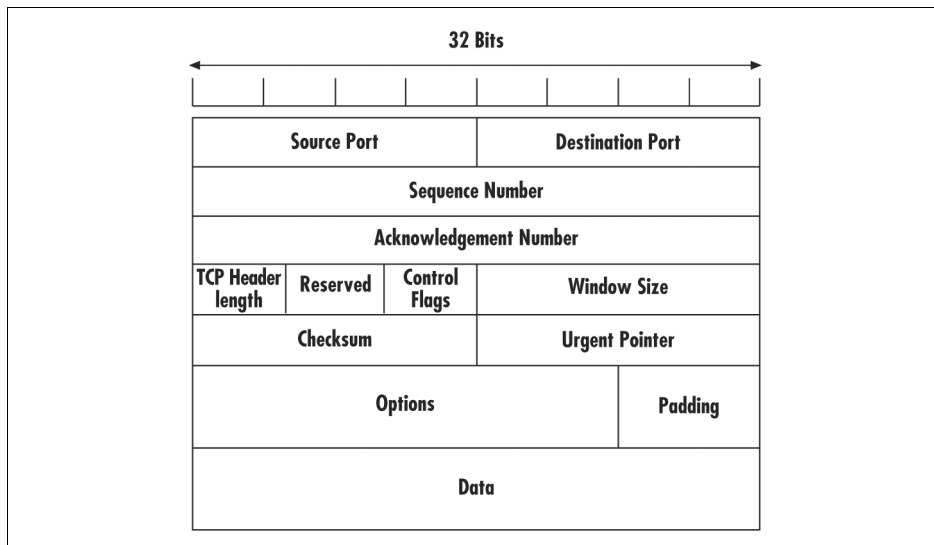 32 Bits
Source Port
Destination Port
Sequence Number
Acknowledgement Number
TCP Header
length
Reserved
Control
Flags
Window Size
Checksum
Urgent Pointer
Options
Padding
Data